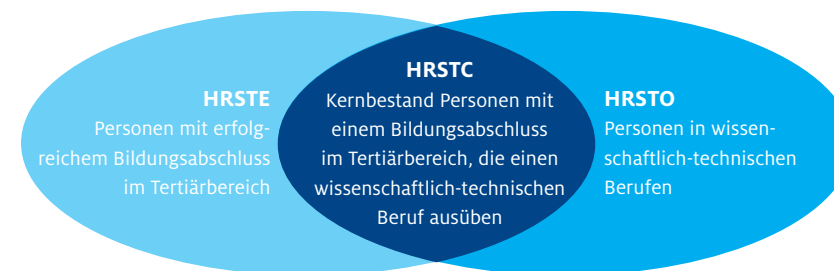 HRSTE
Personen mit erfolg-
reichem Bildungsabschluss
im Tertiärbereich
HRSTC
Kernbestand Personen mit
einem Bildungsabschluss
im Tertiärbereich, die einen
wissenschaftlich-technischen
Beruf ausüben
HRSTO
Personen in wissen-
schaftlich-technischen
Berufen